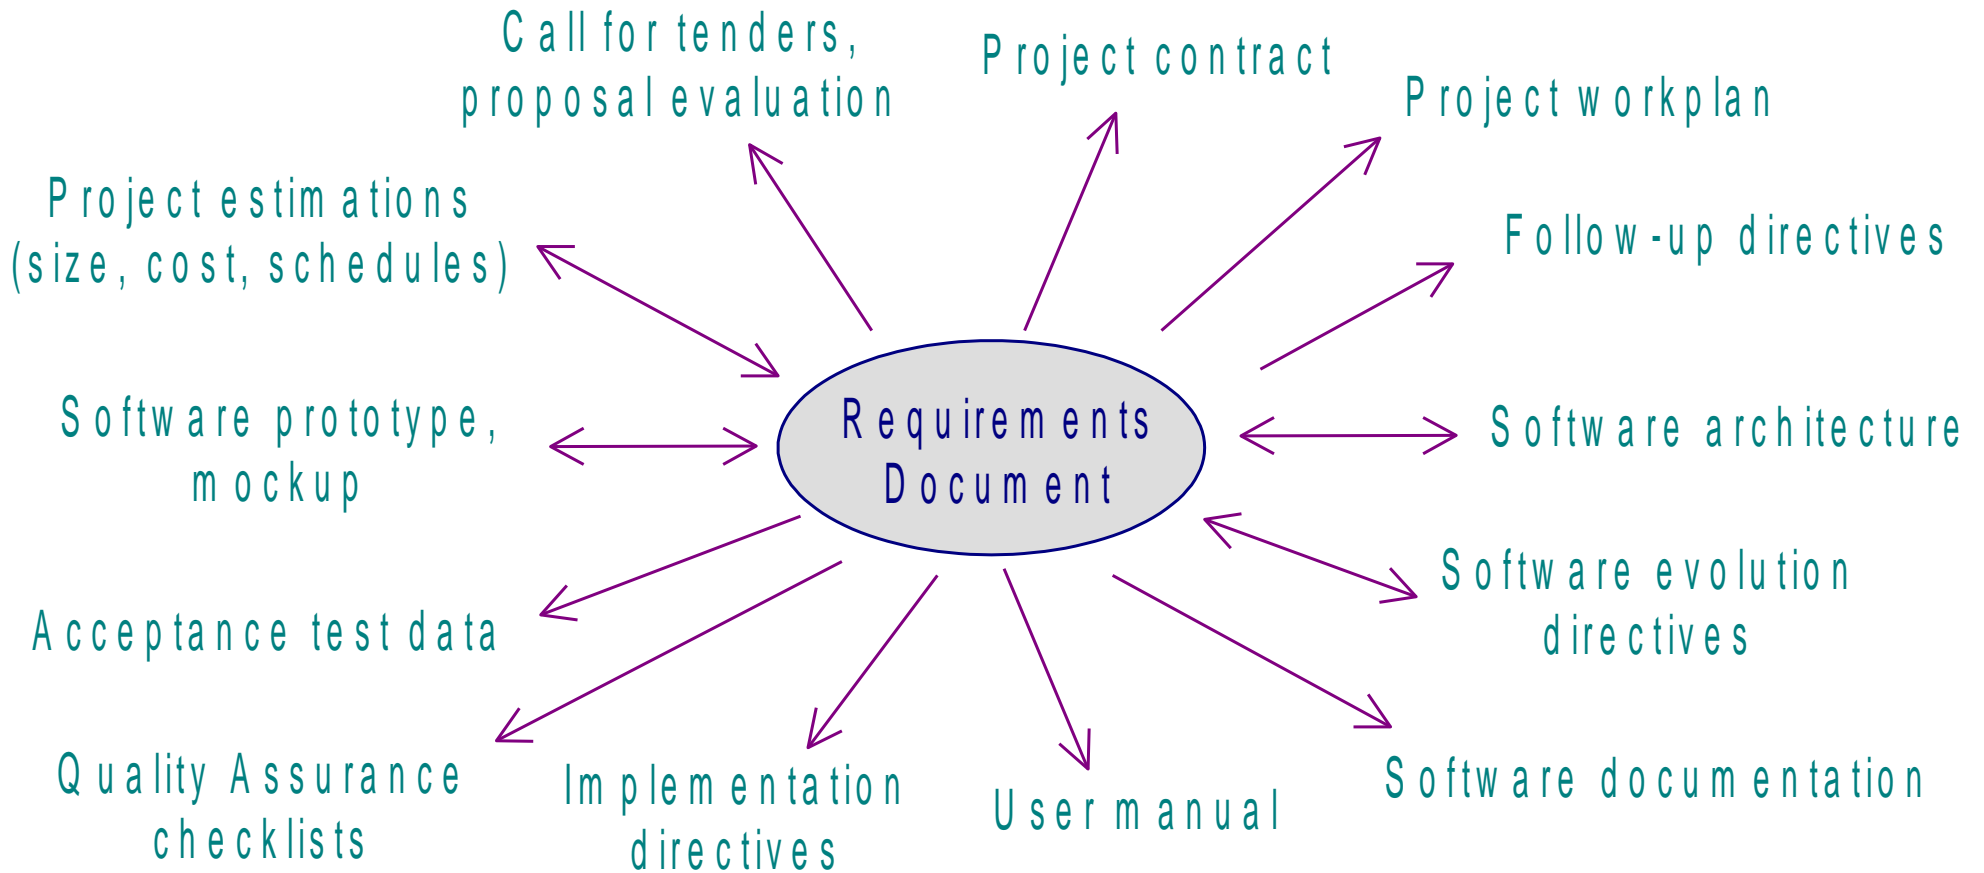 Call for tenders,
proposal evaluation
Project contract
Project workplan
Project estimations
(size, cost, schedules)
Follow-up directives
Software prototype,
mockup
Requirements
Document
Software architecture
Software evolution
directives
Acceptance test data
Quality Assurance
checklists
Implementation
directives
User manual
Software documentation